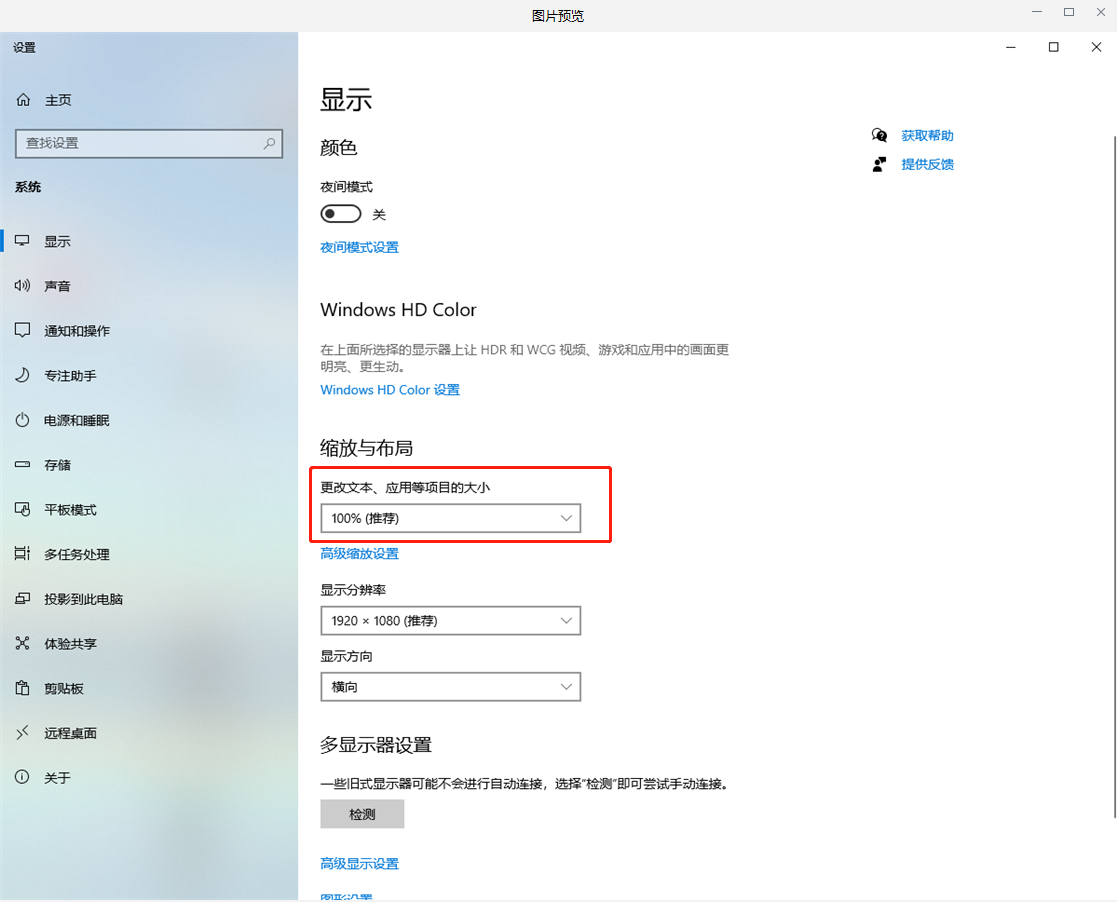 图片预览
设置
主页
查找设置
系统
显示
声音
通知和操作
专注助手
电源和睡眠
存储
平板模式
多任务处理
投影到此电脑
体验共享
剪贴板
远程桌面
关于
显示
颜色
夜间模式
关
夜间模式设置
Windows HD Color
在上面所选择的显示器上让 HDR 和 WCG 视频、游戏和应用中的画面更
明亮、更生动。
Windows HD Color 设置
缩放与布局
更改文本、应用等项目的大小
100% (推荐)
高级缩放设置
显示分辨率
1920 × 1080 (推荐)
显示方向
横向
多显示器设置
一些旧式显示器可能不会进行自动连接，选择“检测”即可尝试手动连接。
检测
高级显示设置
图形设置
获取帮助
提供反馈